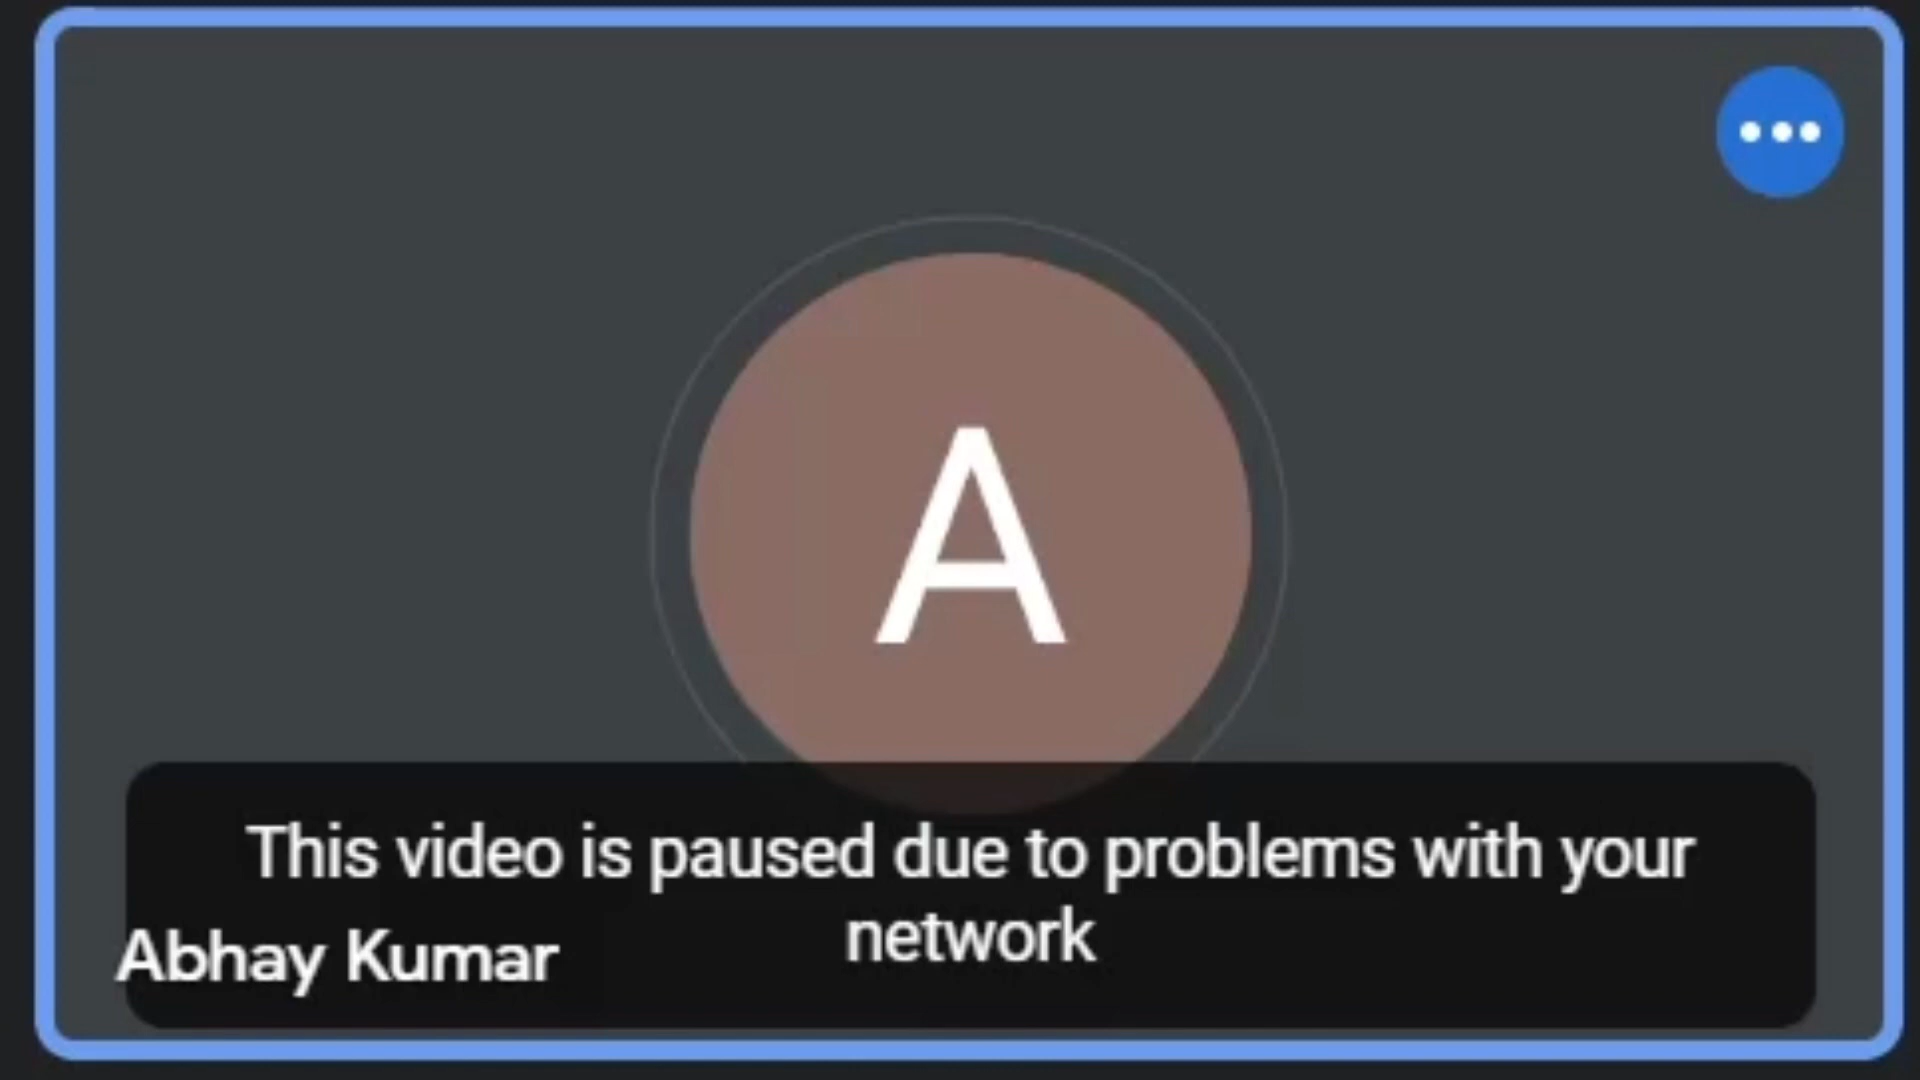 A
This video is paused due to problems with your
network
Abhay Kumar